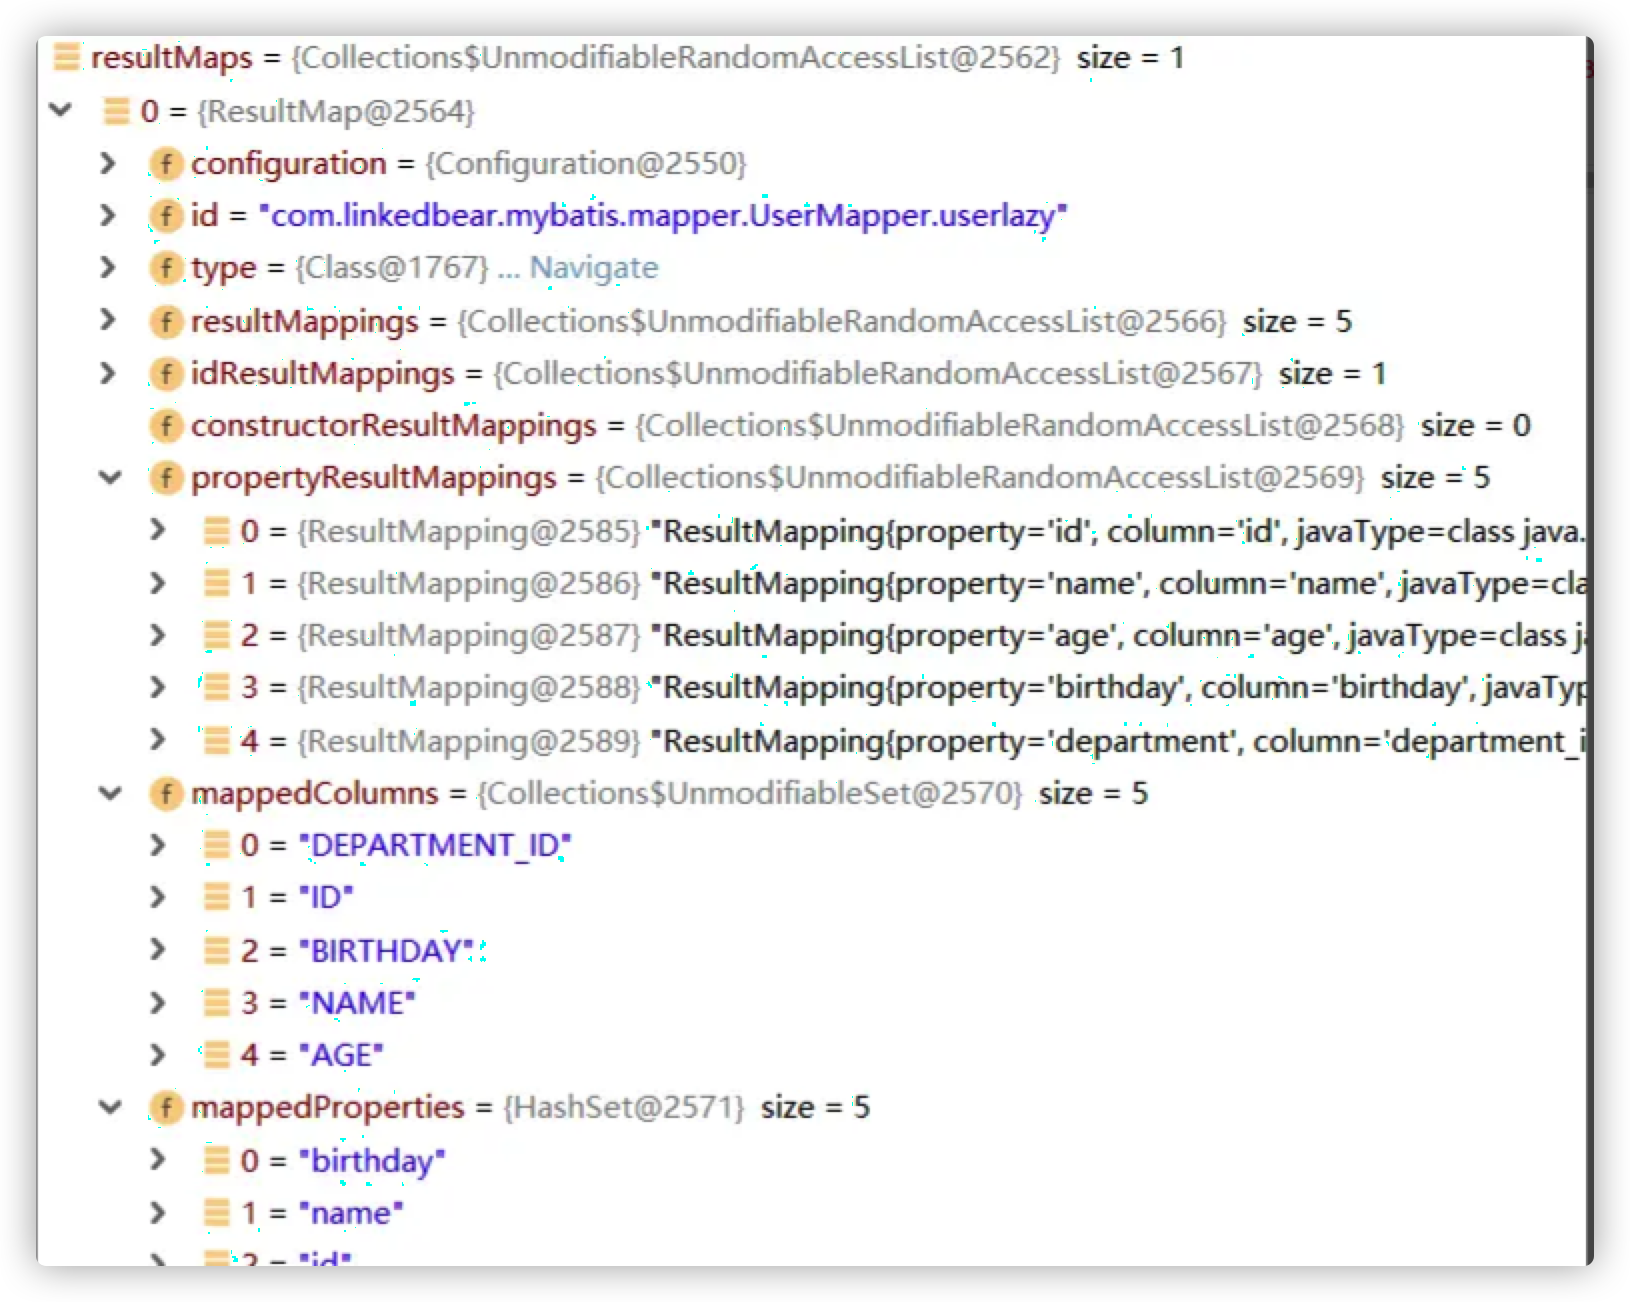 resultMaps = {Collections$UnmodifiableRandomAccessList@2562} size = 1
0 = {ResultMap@2564}
f configuration = {Configuration@2550}
f id = "com.linkedbear.mybatis.mapper.UserMapper.userlazy"
f type = {Class@1767} ... Navigate
f resultMappings = {Collections$UnmodifiableRandomAccessList@2566} size = 5
f idResultMappings = {Collections$UnmodifiableRandomAccessList@2567} size = 1
f constructorResultMappings = {Collections$UnmodifiableRandomAccessList@2568} size = 0
f propertyResultMappings = {Collections$UnmodifiableRandomAccessList@2569} size = 5
0 = {ResultMapping@2585} "ResultMapping{property='id', column='id', javaType=class java.
1 = {ResultMapping@2586} "ResultMapping{property='name', column='name', javaType=cla
2 = {ResultMapping@2587} "ResultMapping{property='age', column='age', javaType=class ja
3 = {ResultMapping@2588} "ResultMapping{property='birthday', column='birthday', javaTyp
4 = {ResultMapping@2589} "ResultMapping{property='department', column='department_i
f mappedColumns = {Collections$UnmodifiableSet@2570} size = 5
0 = "DEPARTMENT_ID"
1 = "ID"
2 = "BIRTHDAY"
3 = "NAME"
4 = "AGE"
f mappedProperties = {HashSet@2571} size = 5
0 = "birthday"
1 = "name"
2 = "id"